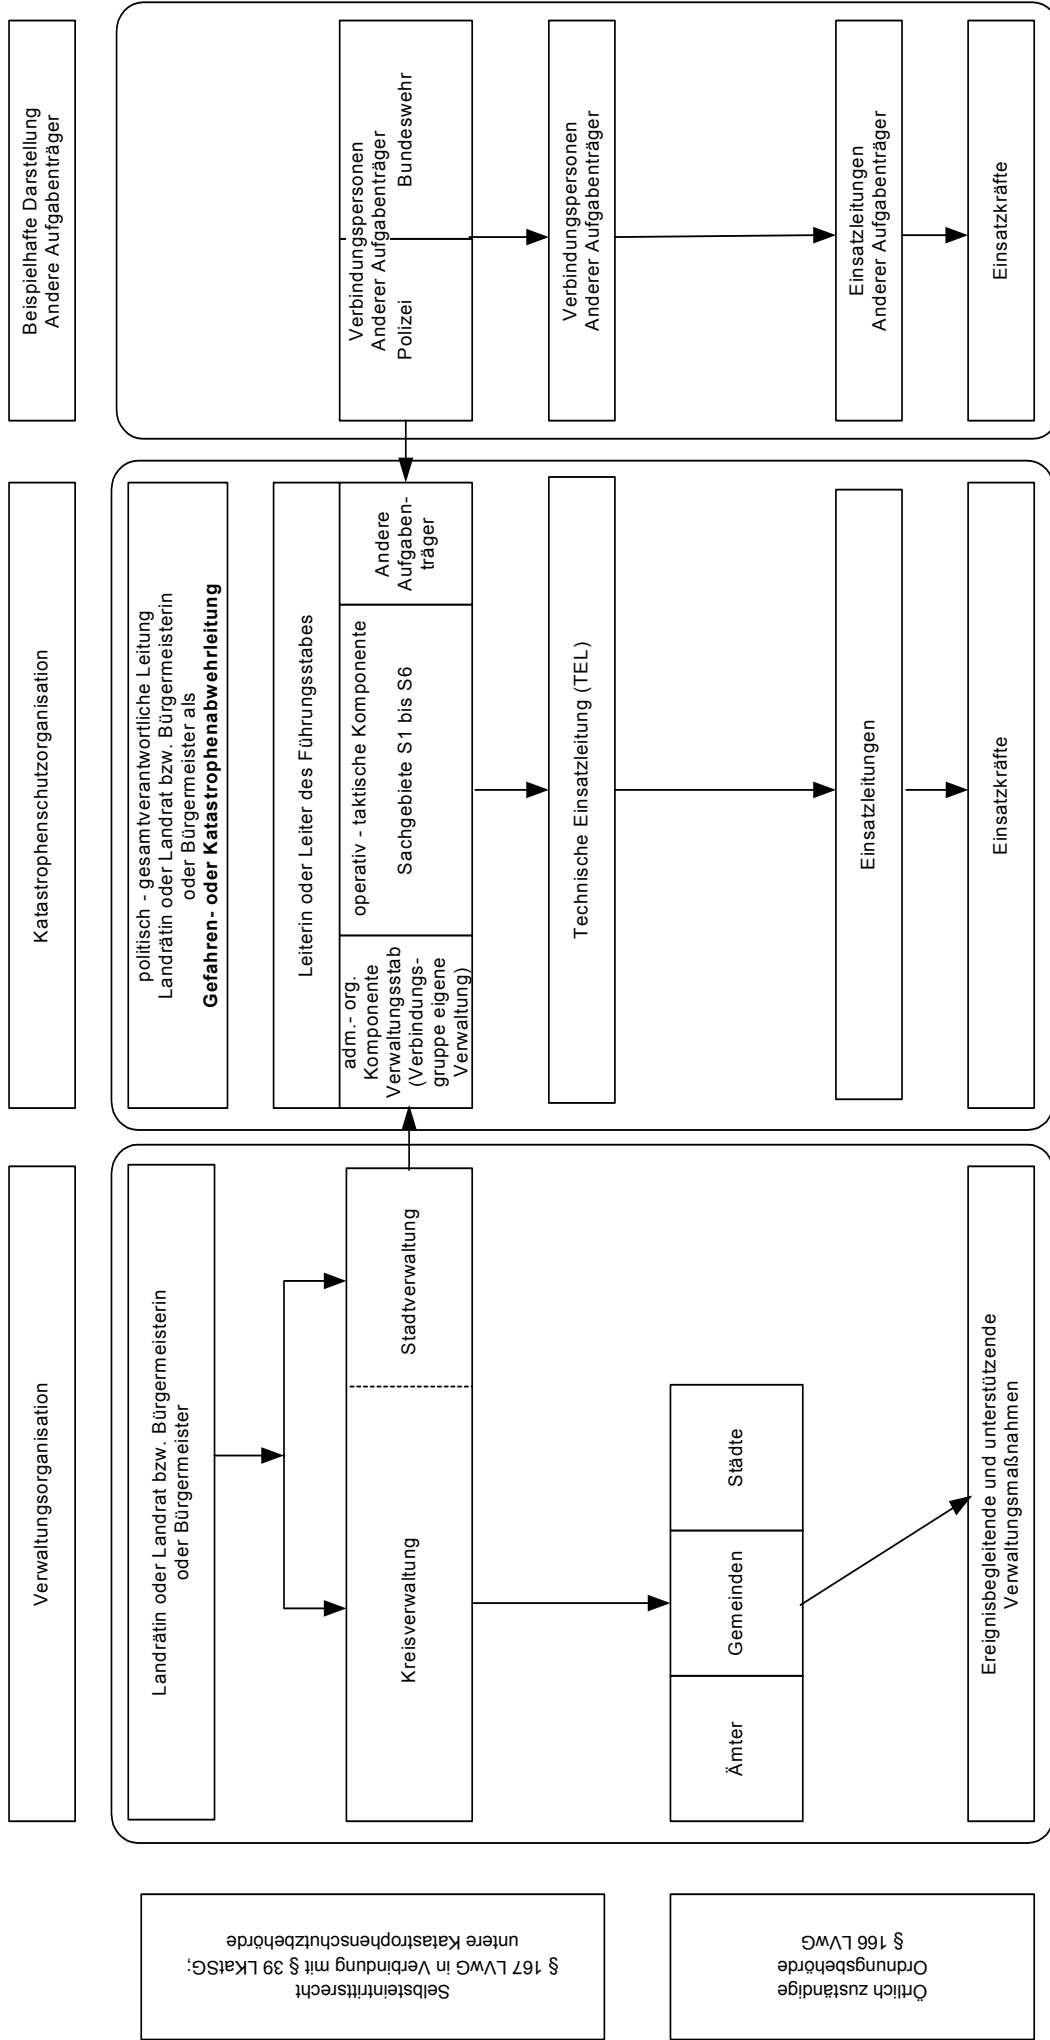 Verwaltungsorganisation
Katastrophenschutzorganisation
Beispielhafte Darstellung
Andere Aufgabenträger
Selbsteintrittsrecht
§ 167 LVwG in Verbindung mit § 39 LKatSG;
untere Katastrophenschutzbehörde
Landrätin oder Landrat bzw. Bürgermeisterin
oder Bürgermeister
politisch - gesamtverantwortliche Leitung
Landrätin oder Landrat bzw. Bürgermeisterin
oder Bürgermeister als
Gefahren- oder Katastrophenabwehrleitung
Leiterin oder Leiter des Führungsstabes
Kreisverwaltung
Stadtverwaltung
adm.- org.
Komponente
Verwaltungsstab
(Verbindungs-
gruppe eigene
Verwaltung)
operativ - taktische Komponente
Sachgebiete S1 bis S6
Andere
Aufgaben-
träger
Verbindungspersonen
Anderer Aufgabenträger
Polizei
Bundeswehr
Technische Einsatzleitung (TEL)
Verbindungspersonen
Anderer Aufgabenträger
Örtlich zuständige
Ordnungsbehörde
§ 166 LVwG
Ämter
Gemeinden
Städte
Einsatzleitungen
Einsatzleitungen
Anderer Aufgabenträger
Ereignisbegleitende und unterstützende
Verwaltungsmaßnahmen
Einsatzkräfte
Einsatzkräfte